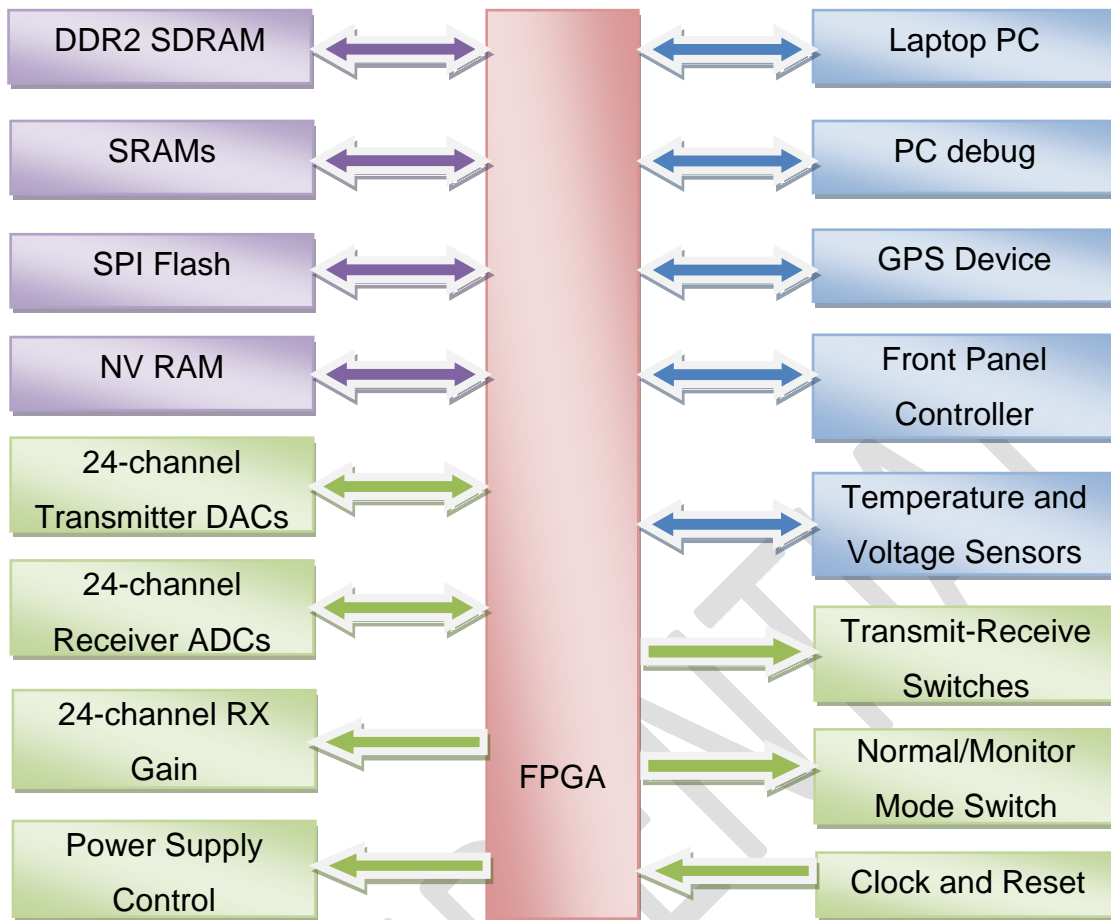 DDR2 SDRAM
SRAMs
SPI Flash
NV RAM
24-channel
Transmitter DACs
24-channel
Receiver ADCs
24-channel RX
Gain
Power Supply
Control
FPGA
Laptop PC
PC debug
GPS Device
Front Panel
Controller
Temperature and
Voltage Sensors
Transmit-Receive
Switches
Normal/Monitor
Mode Switch
Clock and Reset